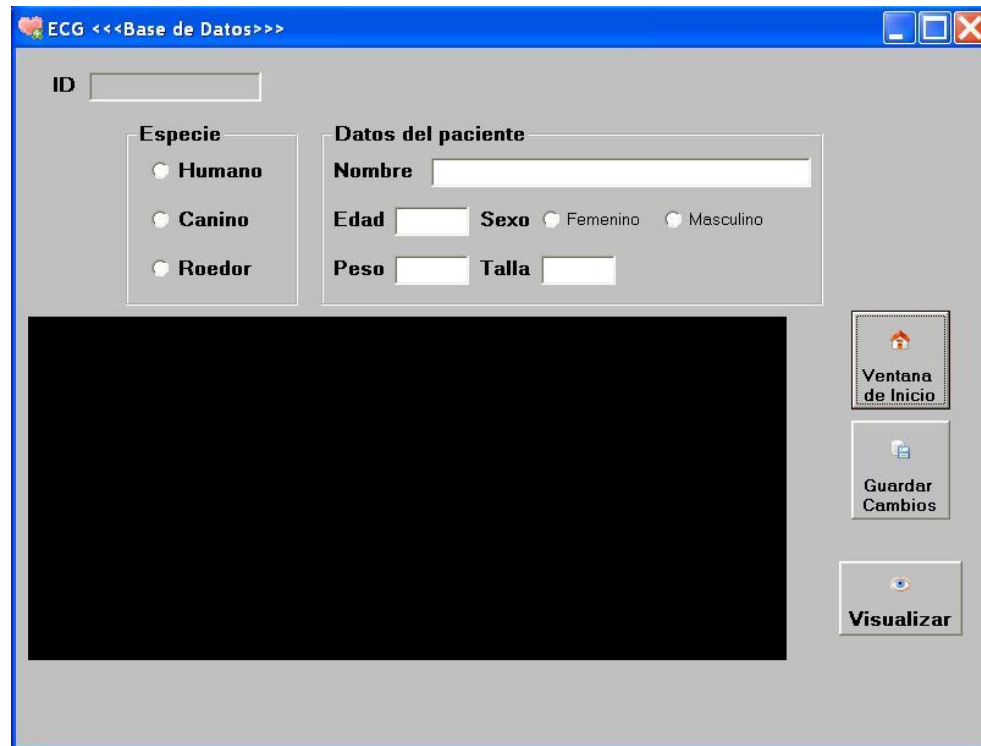 ECG <<<Base de Datos>>>
ID
Especie
Humano
Canino
Roedor
Datos del paciente
Nombre
Edad Sexo Femenino Masculino
Peso Talla
Ventana
de Inicio
Guardar
Cambios
Visualizar